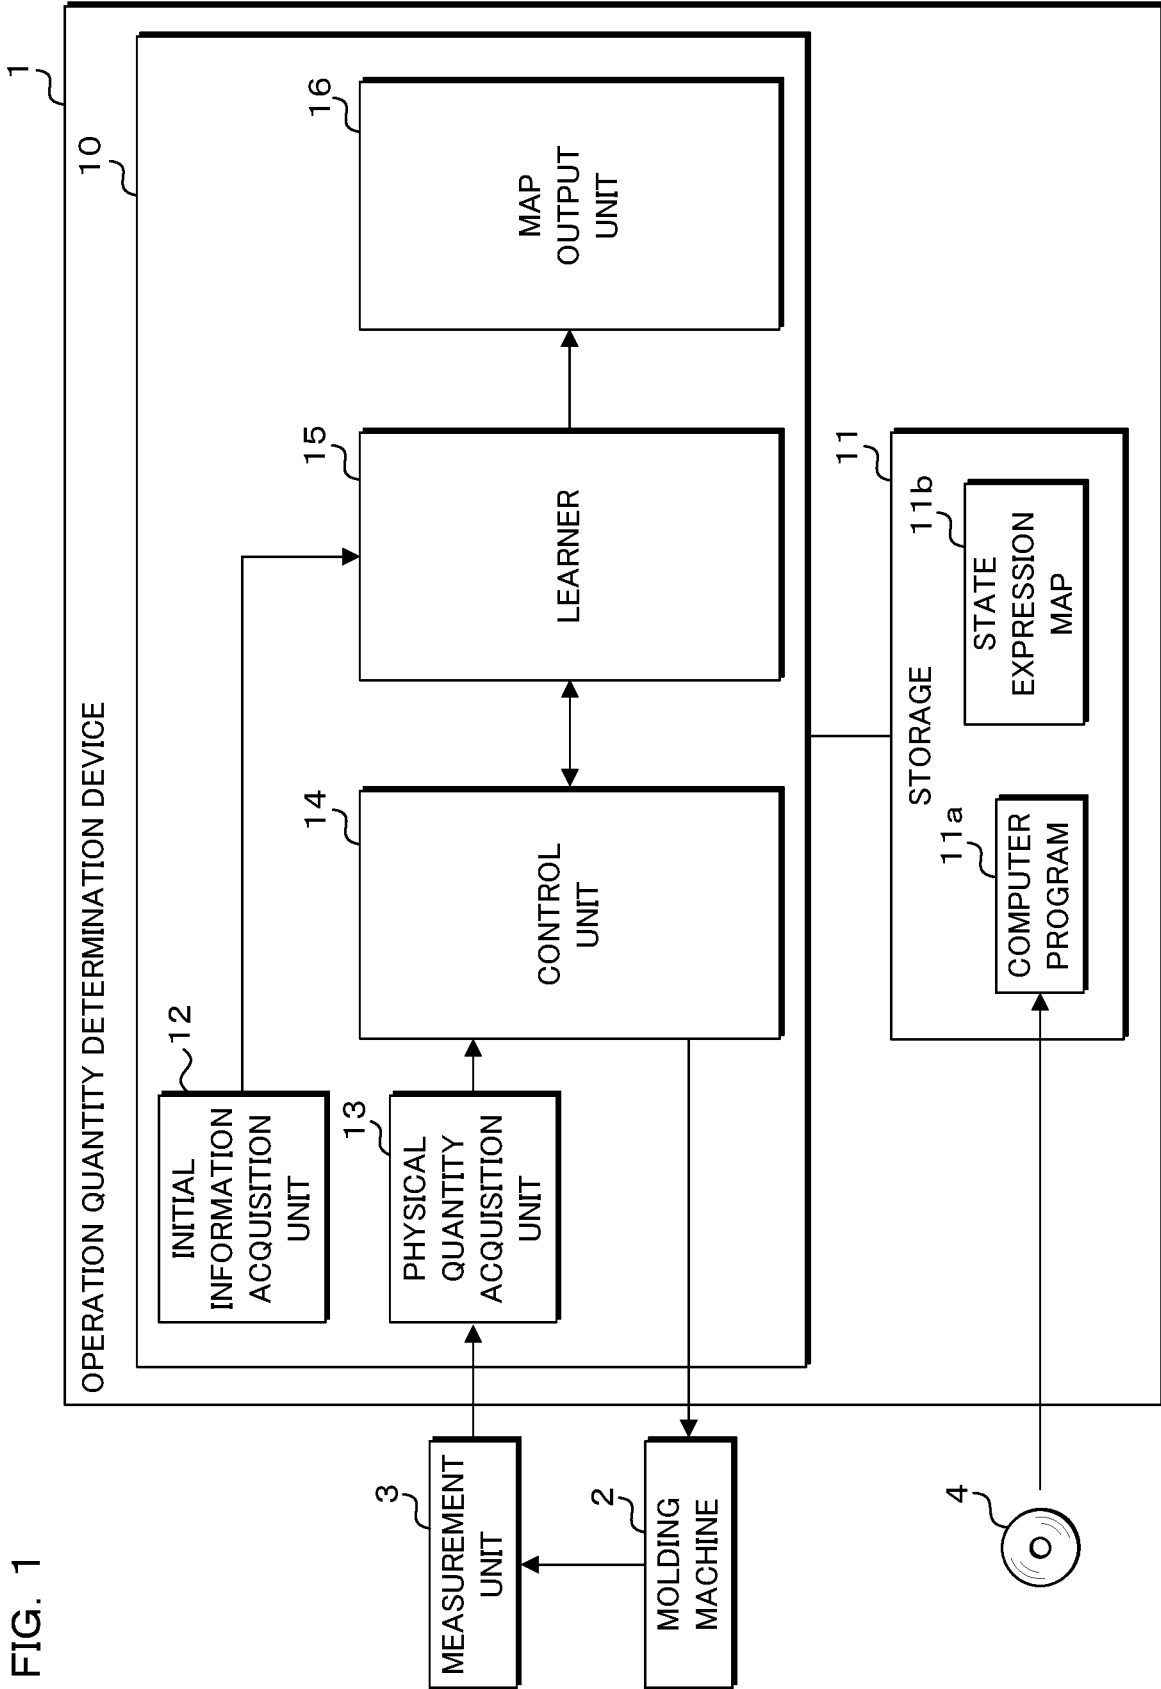 FIG. 1
1
OPERATION QUANTITY DETERMINATION DEVICE
10
12
INITIAL
INFORMATION
ACQUISITION
UNIT
3
MEASUREMENT
UNIT
13
PHYSICAL
QUANTITY
ACQUISITION
UNIT
14
CONTROL
UNIT
15
LEARNER
16
MAP
OUTPUT
UNIT
2
MOLDING
MACHINE
11
STORAGE
11a
COMPUTER
PROGRAM
11b
STATE
EXPRESSION
MAP
4